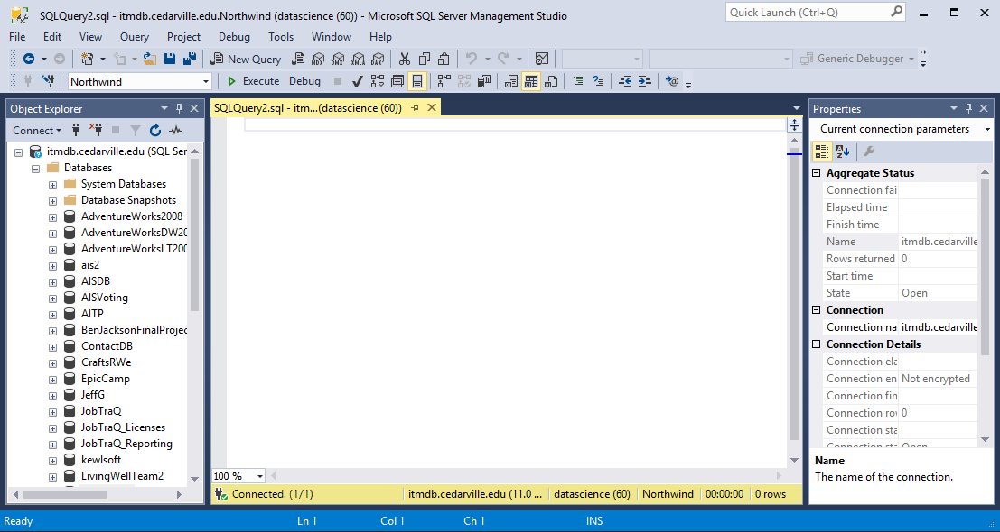 SQLQuery2.sql - itmdb.cedarville.edu.Northwind (datascience (60)) - Microsoft SQL Server Management Studio
Quick Launch (Ctrl+Q)
File Edit View Query Project Debug Tools Window Help
New Query MDX DMX XMLA DAX Generic Debugger
Northwind Execute Debug
Object Explorer
Connect
itmdb.cedarville.edu (SQL Ser
Databases
System Databases
Database Snapshots
AdventureWorks2008
AdventureWorksDW20
AdventureWorksLT200
ais2
AISDB
AISVoting
AITP
BenJacksonFinalProjec
ContactDB
CraftsRWe
EpicCamp
JeffG
JobTraQ
JobTraQ_Licenses
JobTraQ_Reporting
kewlsoft
LivingWellTeam2
SQLQuery2.sql - itm...(datascience (60))
100 %
Connected. (1/1) itmdb.cedarville.edu (11.0 ... datascience (60) Northwind 00:00:00 0 rows
Properties
Current connection parameters
Aggregate Status
Connection fai
Elapsed time
Finish time
Name itmdb.cedarville
Rows returned 0
Start time
State Open
Connection
Connection na itmdb.cedarville
Connection Details
Connection ela
Connection en Not encrypted
Connection fin
Connection rov 0
Connection sta
Connection sta Open
Name
The name of the connection.
Ready Ln 1 Col 1 Ch 1 INS